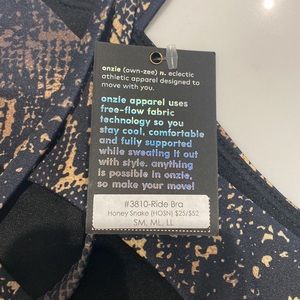 onzie (own-zee) n. eclectic
athletic apparel designed to
move with you.
onzie apparel uses
free-flow fabric
technology so you
stay cool, comfortable
and fully supported
while sweating it out
with style. anything
is possible in onzie,
so make your move!
#3810-Ride Bra
Honey Snake (HOSN) $25/$52
SM, ML, LL